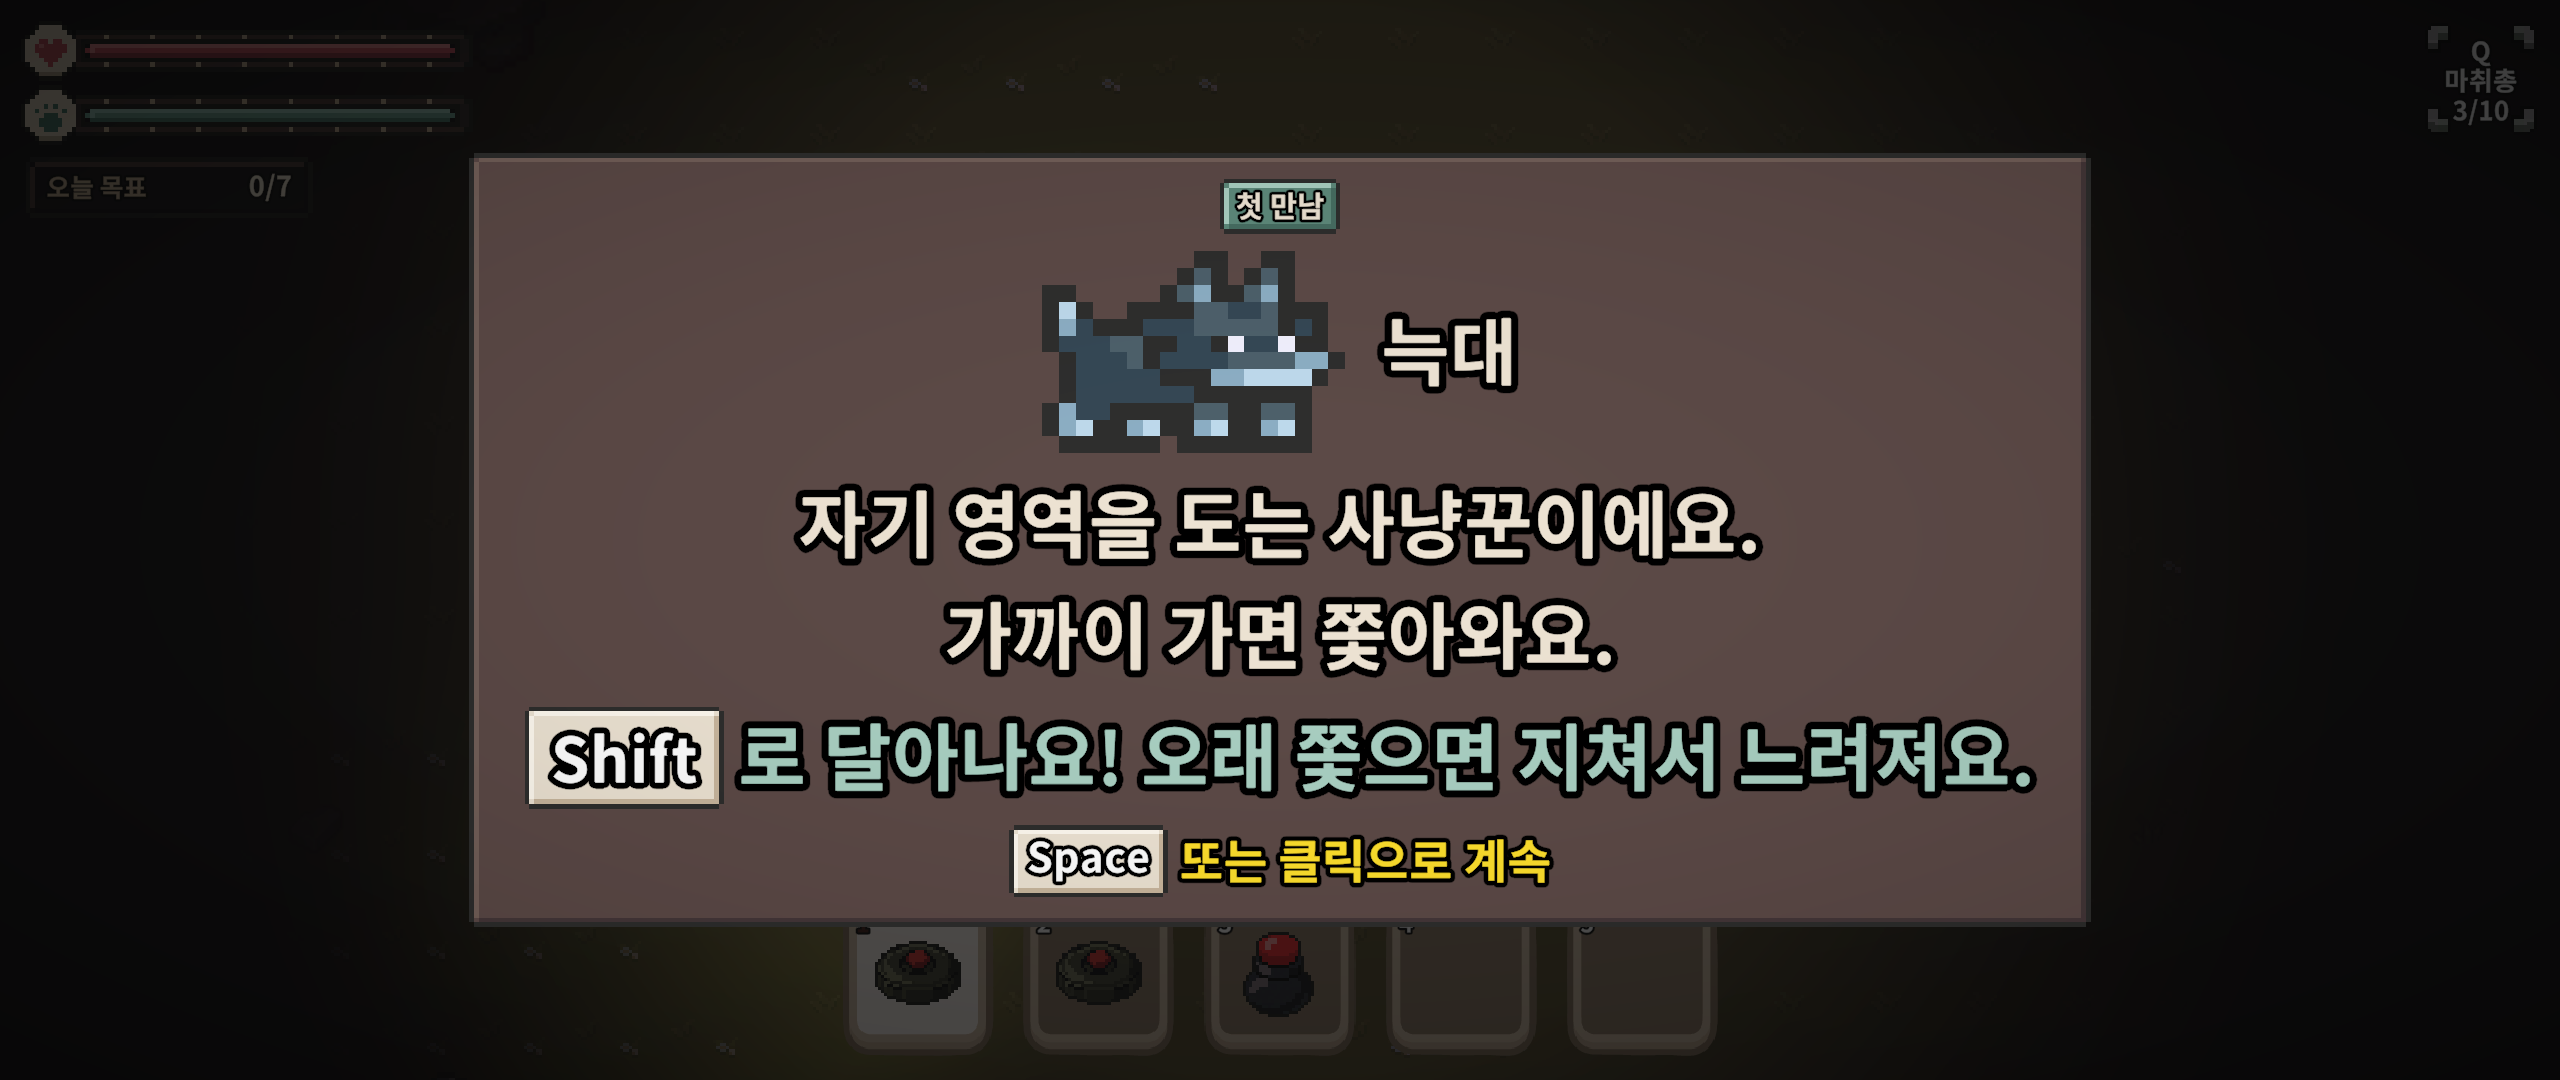 Q
마취총
3/10
오늘 목표 0/7
첫 만남
늑대
자기 영역을 도는 사냥꾼이에요.
가까이 가면 쫓아와요.
Shift 로 달아나요! 오래 쫓으면 지쳐서 느려져요.
Space 또는 클릭으로 계속